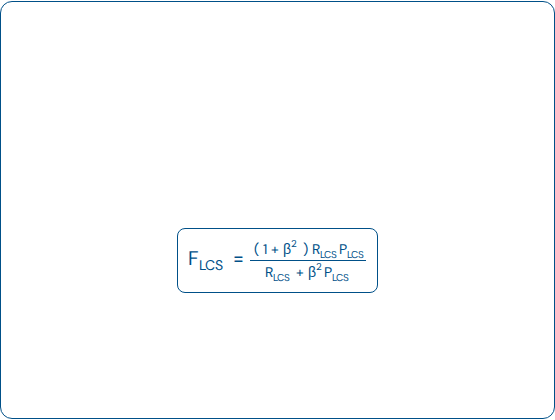 F_LCS = ( 1 + β² ) R_LCS P_LCS / R_LCS + β² P_LCS